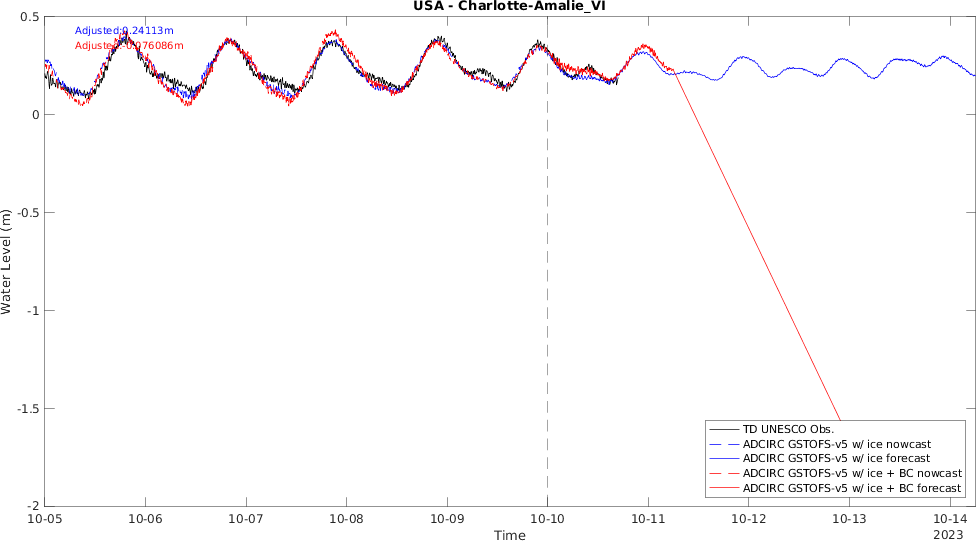 USA - Charlotte-Amalie_VI
Adjusted:0.24113m
Adjusted:-0.076086m
0.5
0
-0.5
-1
-1.5
-2
Water Level (m)
10-05 10-06 10-07 10-08 10-09 10-10 10-11 10-12 10-13 10-14
2023
Time
TD UNESCO Obs.
ADCIRC GSTOFS-v5 w/ ice nowcast
ADCIRC GSTOFS-v5 w/ ice forecast
ADCIRC GSTOFS-v5 w/ ice + BC nowcast
ADCIRC GSTOFS-v5 w/ ice + BC forecast